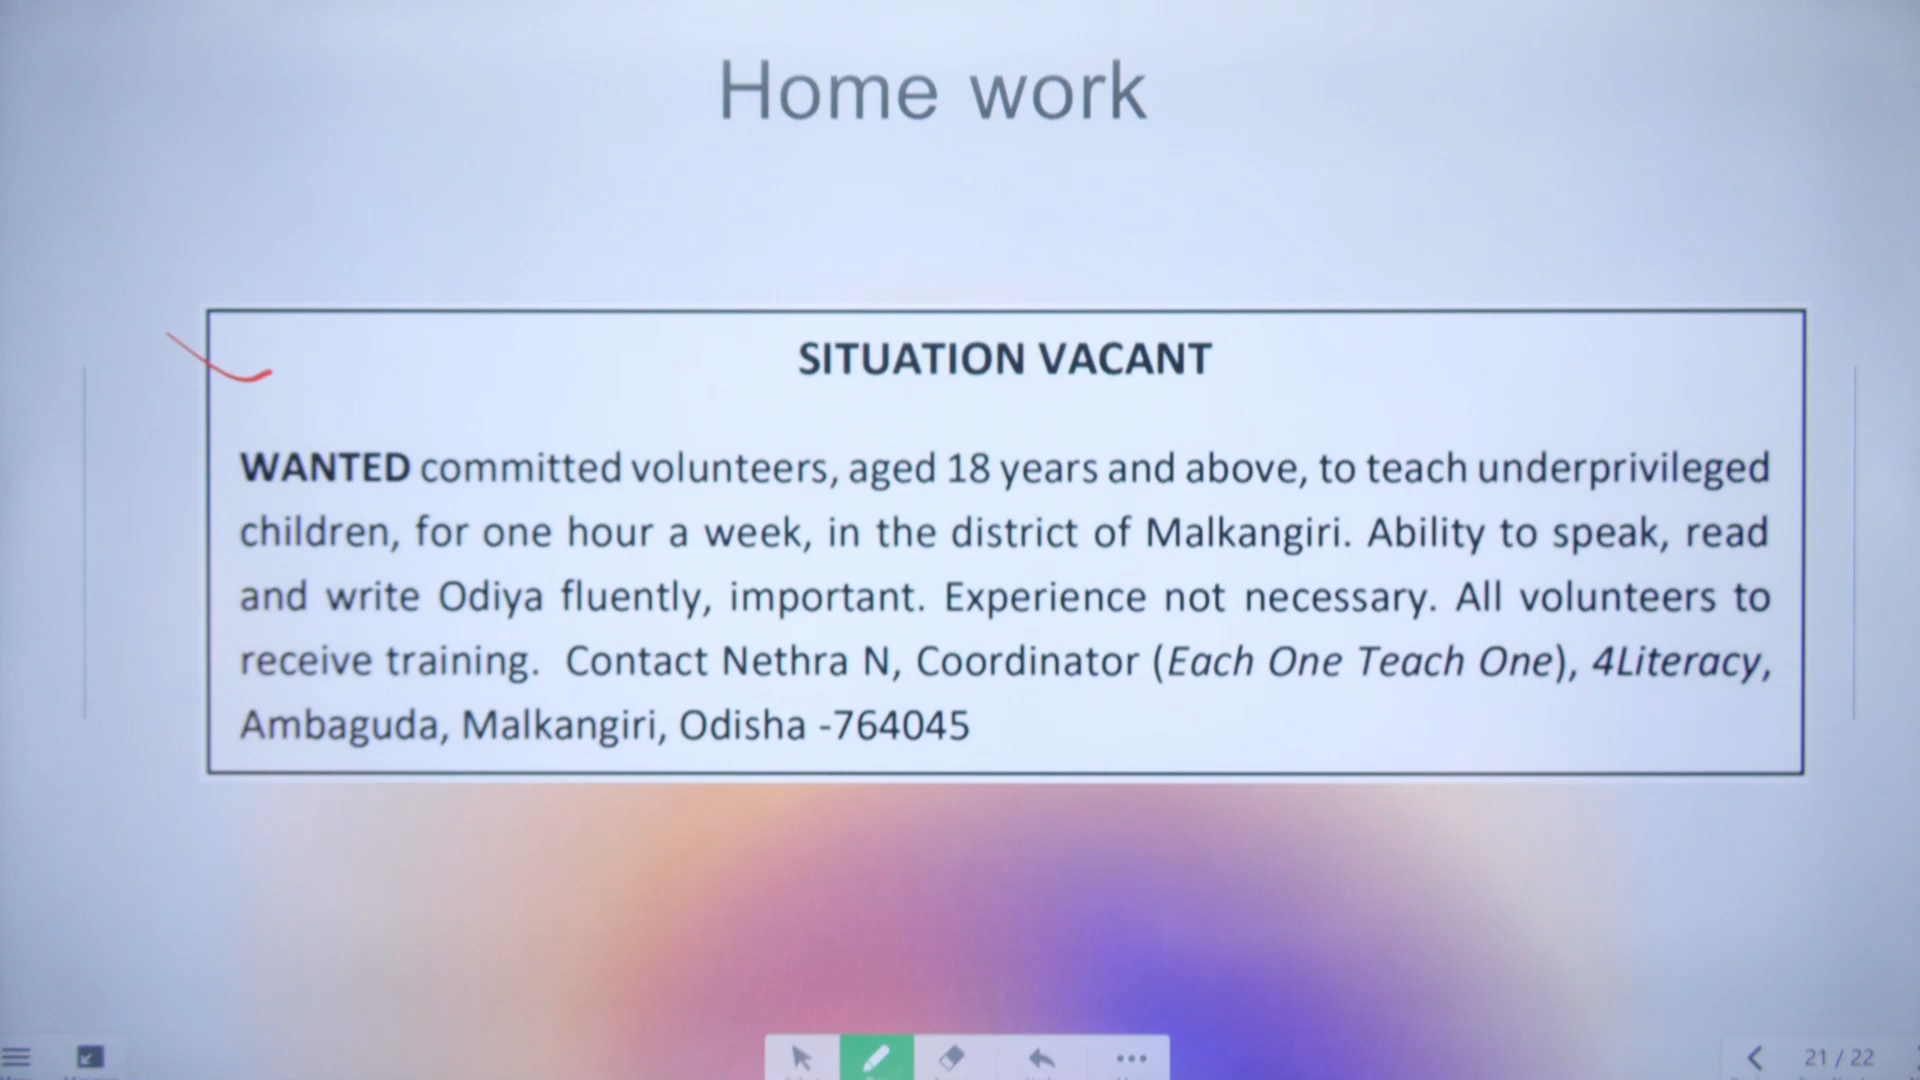 Home work
SITUATION VACANT
WANTED committed volunteers, aged 18 years and above, to teach underprivileged
children, for one hour a week, in the district of Malkangiri. Ability to speak, read
and write Odiya fluently, important. Experience not necessary. All volunteers to
receive training. Contact Nethra N, Coordinator (Each One Teach One), 4Literacy,
Ambaguda, Malkangiri, Odisha -764045
21 / 22